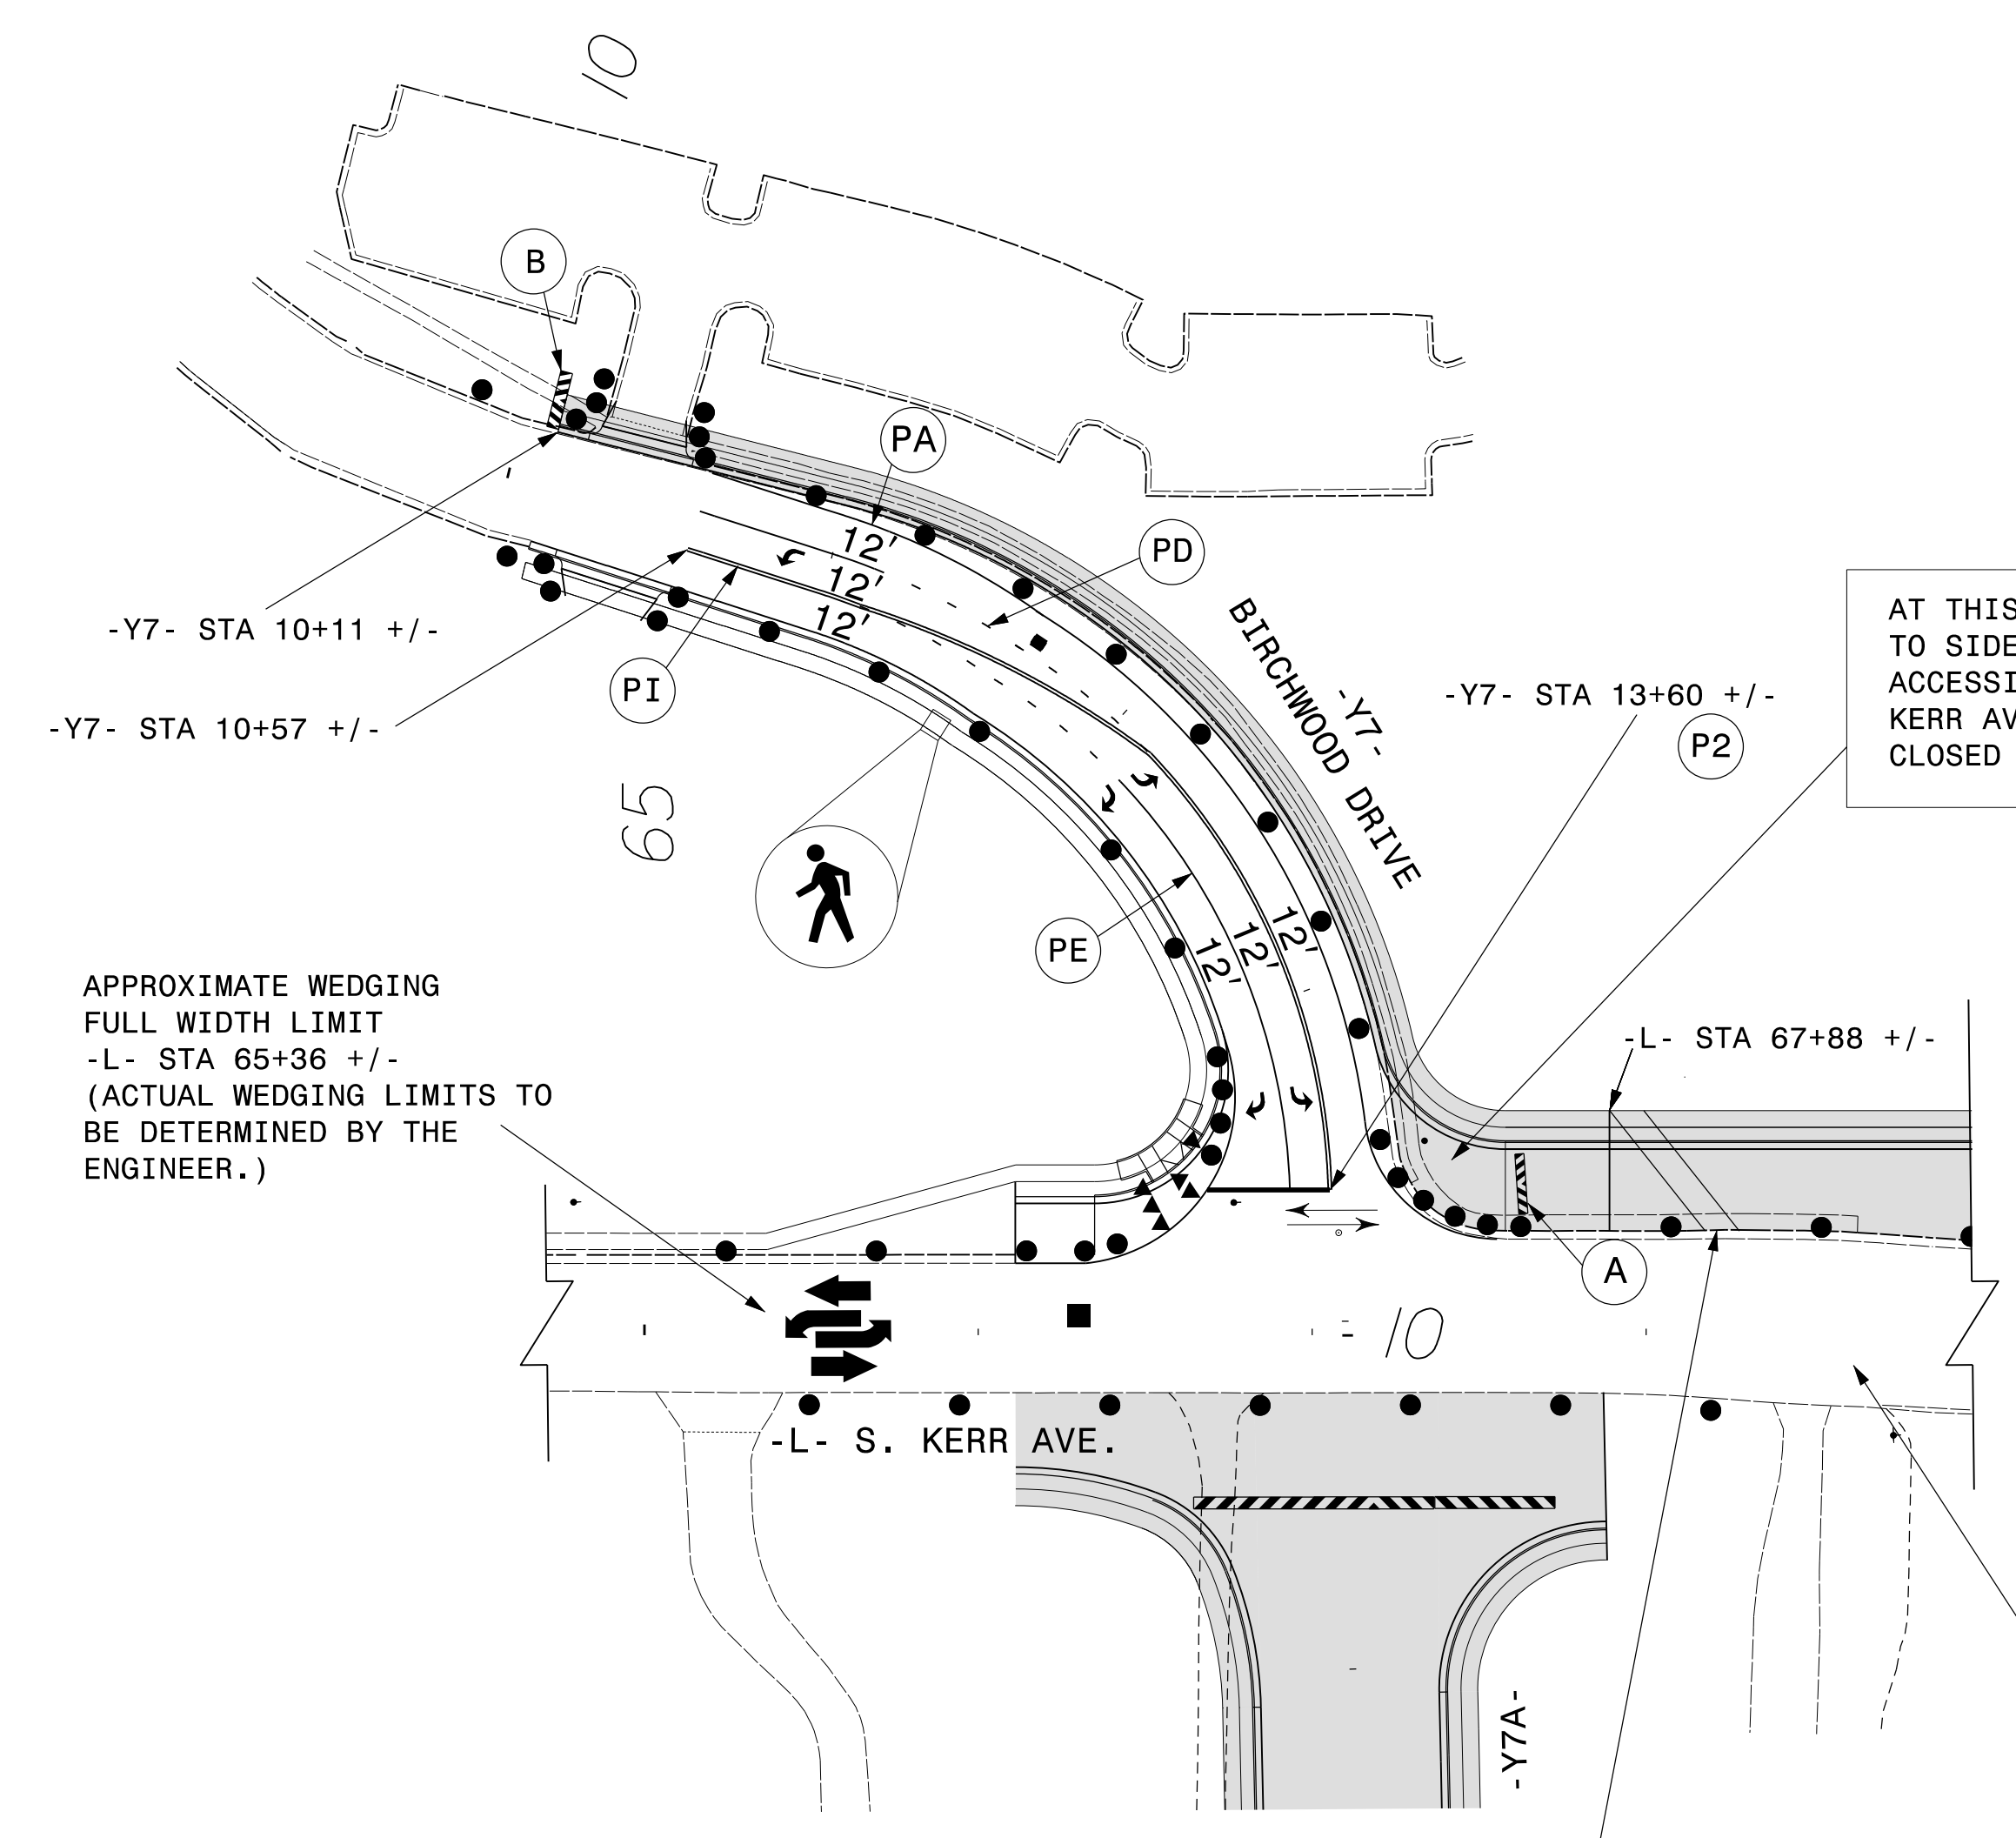 10
B
PA
12'
12'
12'
PD
-Y7- STA 10+11 +/-
PI
-Y7- STA 10+57 +/-
BIRCHWOOD DRIVE
-Y7-
-Y7- STA 13+60 +/-
P2
AT THIS
TO SIDE
ACCESSI
KERR AV
CLOSED
65
PE
12'
12'
12'
APPROXIMATE WEDGING
FULL WIDTH LIMIT
-L- STA 65+36 +/-
(ACTUAL WEDGING LIMITS TO
BE DETERMINED BY THE
ENGINEER.)
-L- STA 67+88 +/-
A
10
-L- S. KERR AVE.
-Y7A-